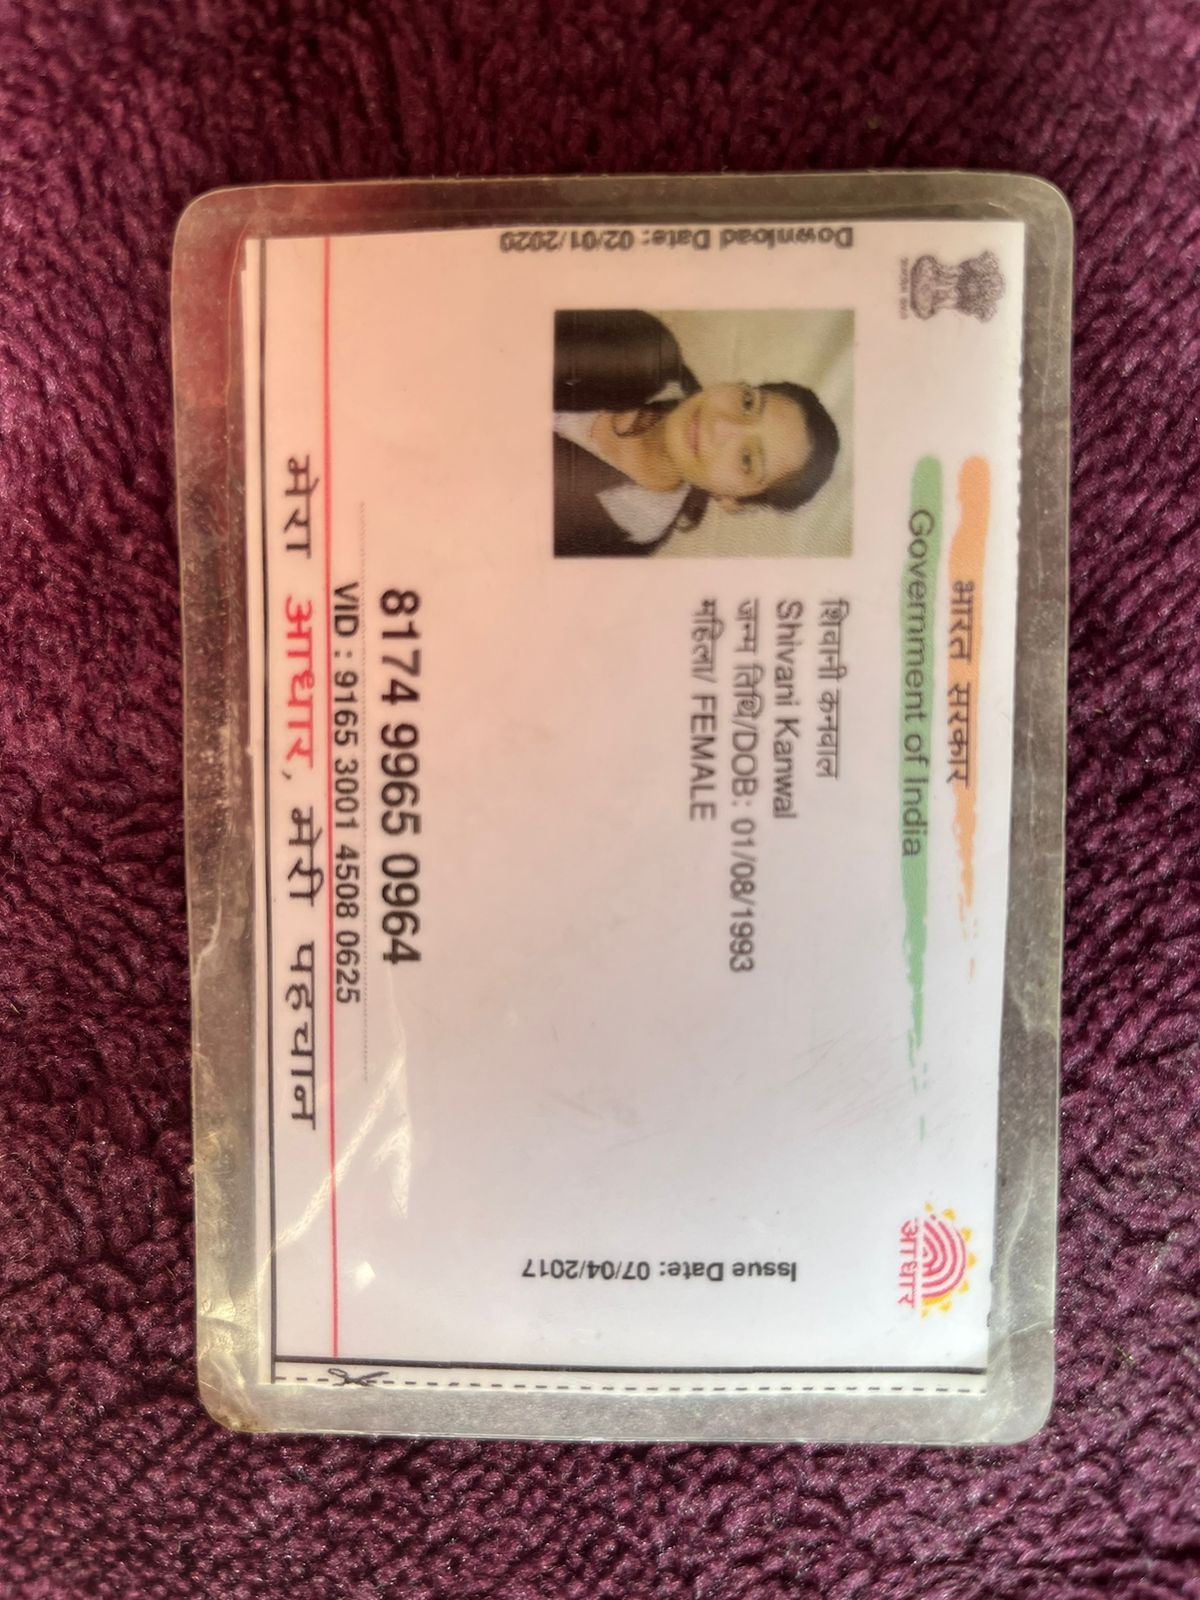 भारत सरकार
Government of India
Download Date: 02/01/2020
शिवानी कनवाल
Shivani Kanwal
जन्म तिथि/DOB: 01/08/1993
महिला/ FEMALE
Issue Date: 07/04/2017
आधार
8174 9965 0964
VID : 9165 3001 4508 0625
मेरा आधार, मेरी पहचान